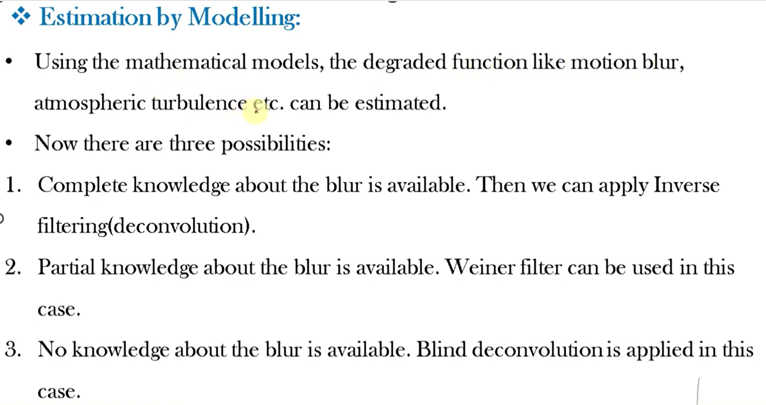 ❖ Estimation by Modelling:
• Using the mathematical models, the degraded function like motion blur,
atmospheric turbulence etc. can be estimated.
• Now there are three possibilities:
1. Complete knowledge about the blur is available. Then we can apply Inverse
filtering(deconvolution).
2. Partial knowledge about the blur is available. Weiner filter can be used in this
case.
3. No knowledge about the blur is available. Blind deconvolution is applied in this
case.